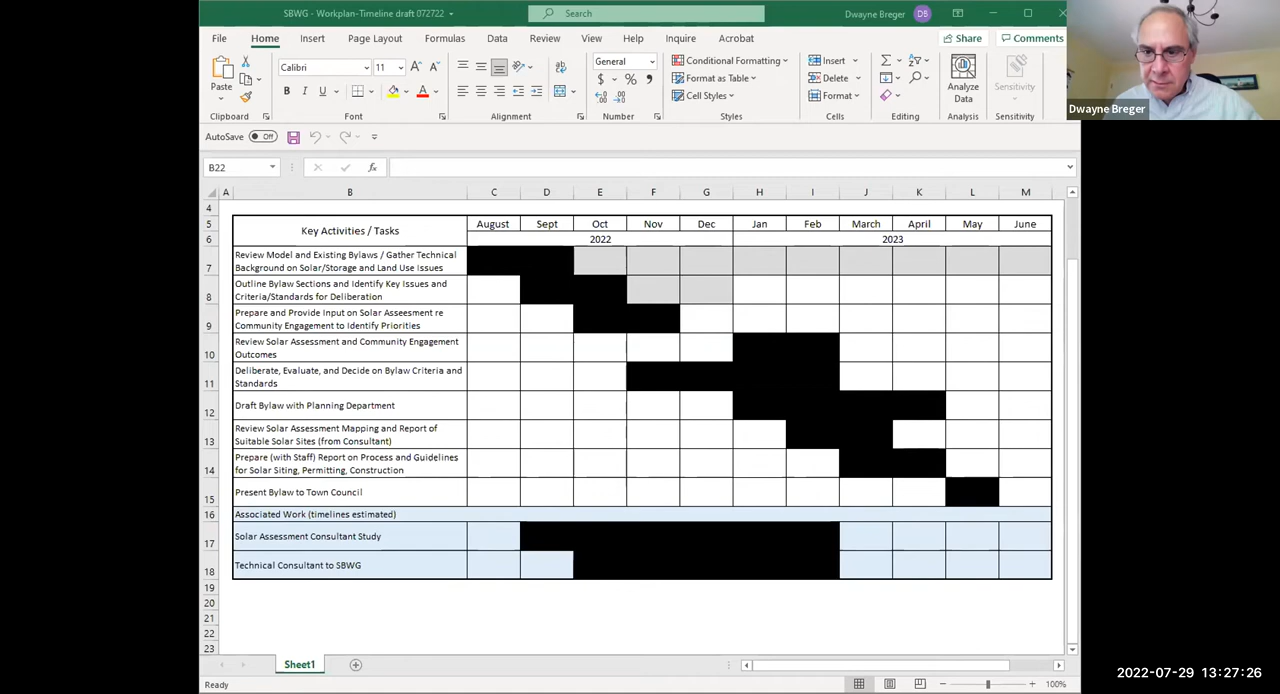 SBWG - Workplan-Timeline draft 072722
Search
Dwayne Breger DB
File Home Insert Page Layout Formulas Data Review View Help Inquire Acrobat Share Comments
Paste
Calibri 11
B I U
General
$ % 9
Conditional Formatting
Format as Table
Cell Styles
Insert
Delete
Format
Analyze Data
Sensitivity
Clipboard Font Alignment Number Styles Cells Editing Analysis Sensitivity
Dwayne Breger
AutoSave Off
B22 fx
A B C D E F G H I J K L M
4
5 Key Activities / Tasks August Sept Oct Nov Dec Jan Feb March April May June
6 2022 2023
7 Review Model and Existing Bylaws / Gather Technical
Background on Solar/Storage and Land Use Issues
8 Outline Bylaw Sections and Identify Key Issues and
Criteria/Standards for Deliberation
9 Prepare and Provide Input on Solar Asseesment re
Community Engagement to Identify Priorities
10 Review Solar Assessment and Community Engagement
Outcomes
11 Deliberate, Evaluate, and Decide on Bylaw Criteria and
Standards
12 Draft Bylaw with Planning Department
13 Review Solar Assessment Mapping and Report of
Suitable Solar Sites (from Consultant)
14 Prepare (with Staff) Report on Process and Guidelines
for Solar Siting, Permitting, Construction
15 Present Bylaw to Town Council
16 Associated Work (timelines estimated)
17 Solar Assessment Consultant Study
18 Technical Consultant to SBWG
19
20
21
22
23
Sheet1
Ready
100%
2022-07-29 13:27:26